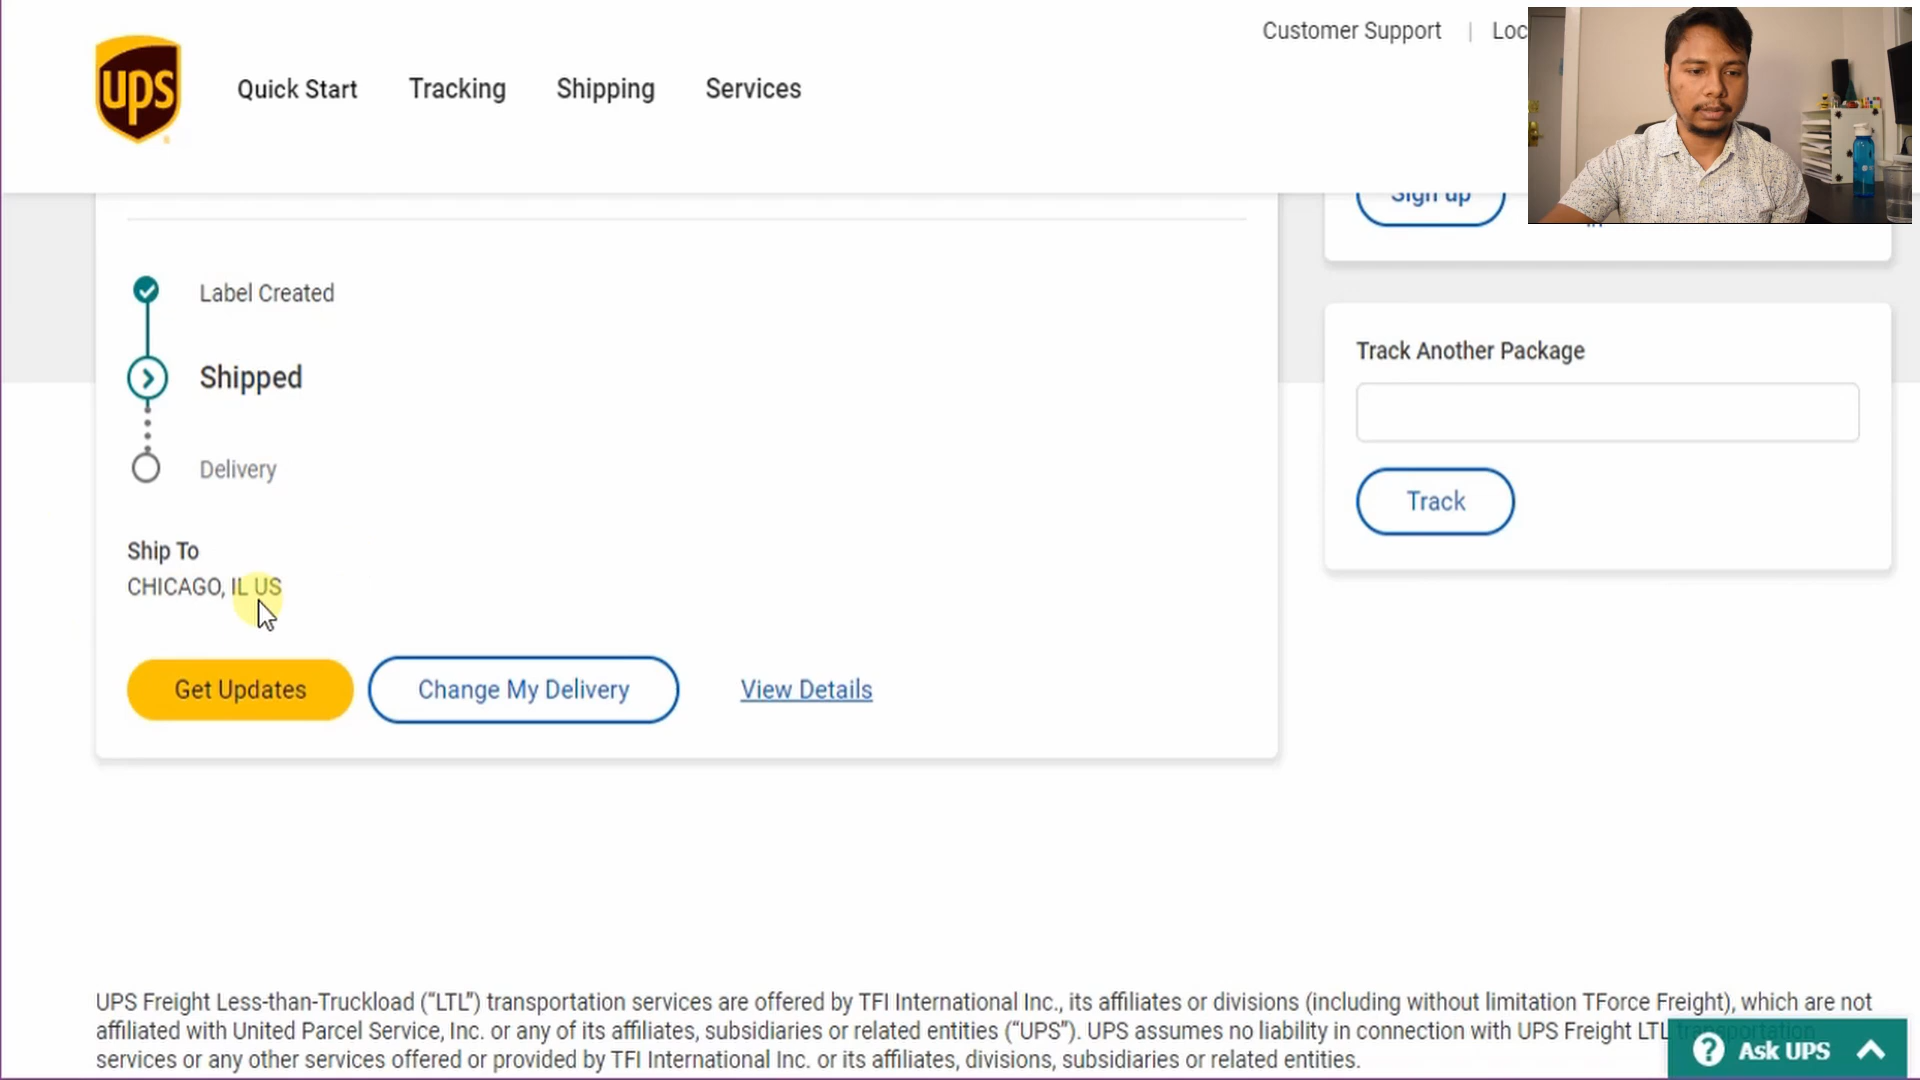 Customer Support | Loc
ups
Quick Start Tracking Shipping Services
Sign up
Label Created
Shipped
Delivery
Ship To
CHICAGO, IL US
Get Updates Change My Delivery View Details
Track Another Package
Track
UPS Freight Less-than-Truckload (“LTL”) transportation services are offered by TFI International Inc., its affiliates or divisions (including without limitation TForce Freight), which are not
affiliated with United Parcel Service, Inc. or any of its affiliates, subsidiaries or related entities (“UPS”). UPS assumes no liability in connection with UPS Freight LTL transportation
services or any other services offered or provided by TFI International Inc. or its affiliates, divisions, subsidiaries or related entities.
? Ask UPS